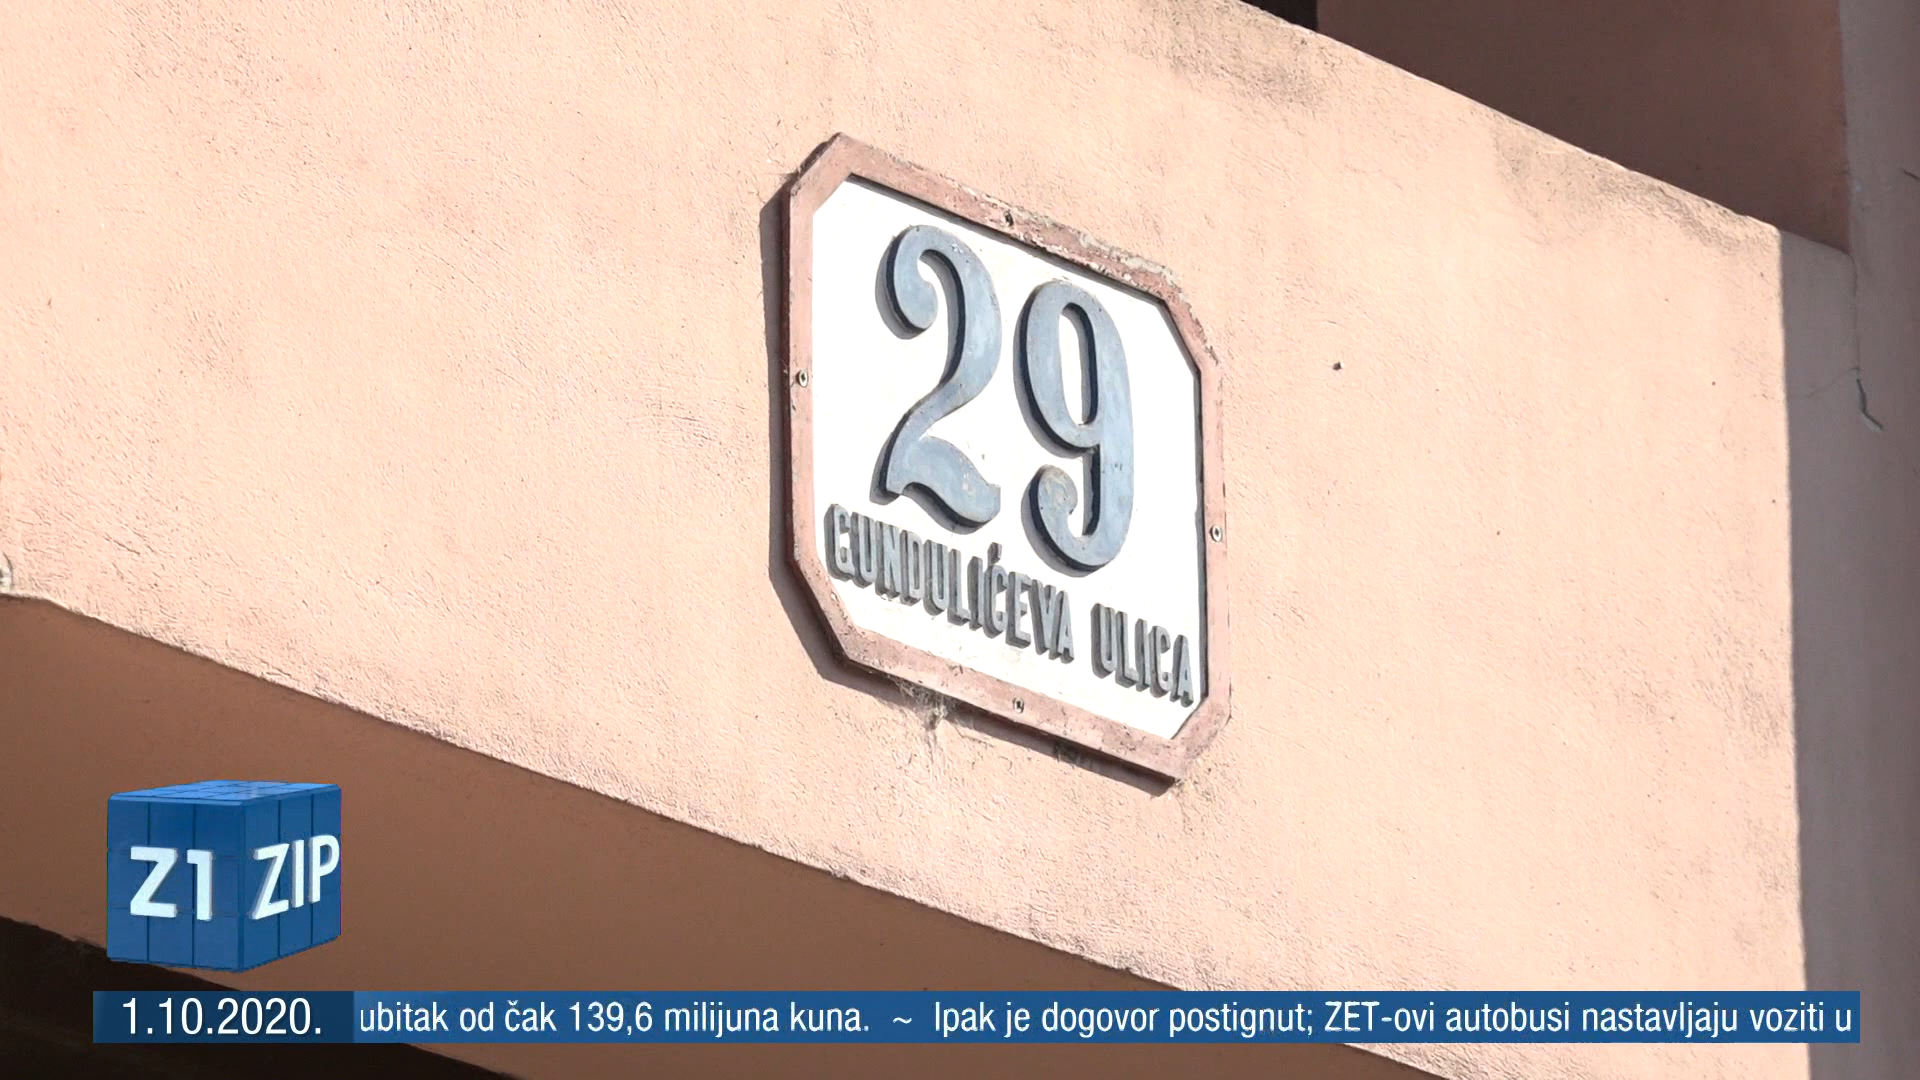 29
GUNDULIĆEVA ULICA
Z1 ZIP
1.10.2020. ubitak od čak 139,6 milijuna kuna. ~ Ipak je dogovor postignut; ZET-ovi autobusi nastavljaju voziti u